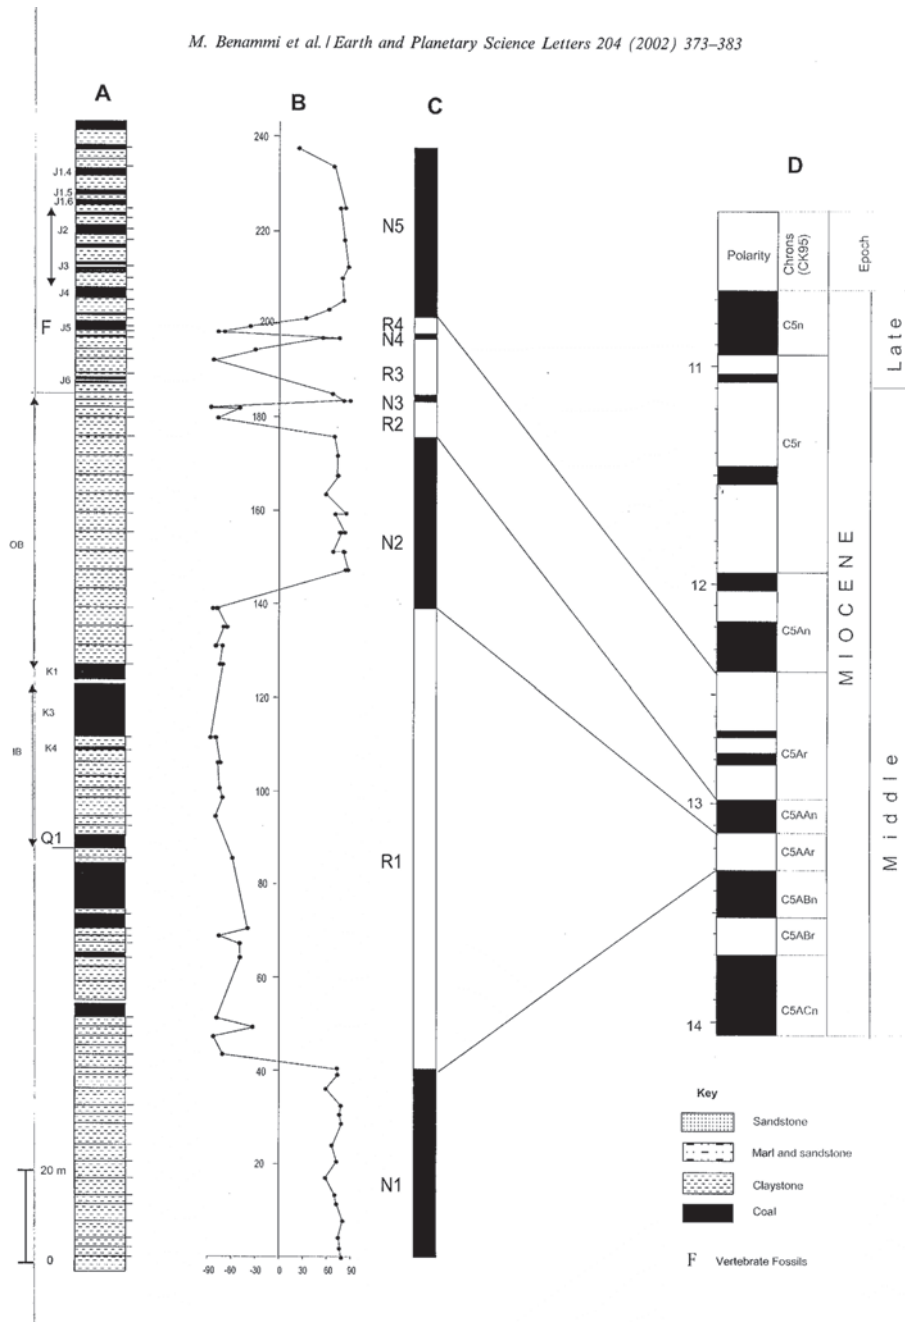 M. Benammi et al. / Earth and Planetary Science Letters 204 (2002) 373–383
A
B
C
D
J1.4
J1.5
J1.6
J2
J3
J4
F
J5
J6
OB
K1
K3
IB
K4
Q1
20 m
0
240
220
200
180
160
140
120
100
80
60
40
20
-90 -60 -30 0 30 60 90
N5
R4
N4
R3
N3
R2
N2
R1
N1
Polarity
Chrons
(CK95)
Epoch
11
12
13
14
C5n
C5r
C5An
C5Ar
C5AAn
C5AAr
C5ABn
C5ABr
C5ACn
MIOCENE
Late
Middle
Key
Sandstone
Marl and sandstone
Claystone
Coal
F Vertebrate Fossils